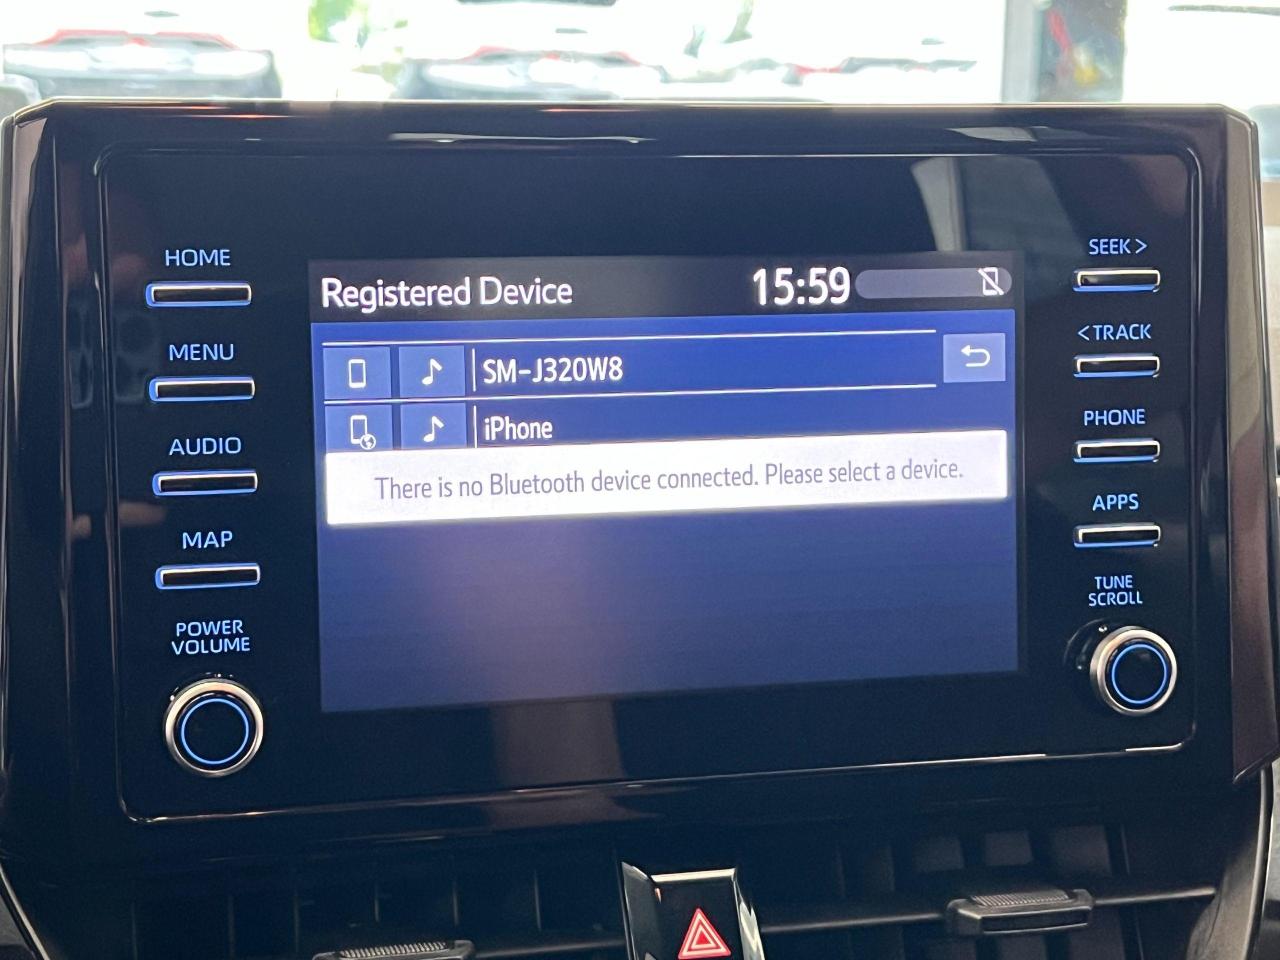 HOME
MENU
AUDIO
MAP
POWER
VOLUME
Registered Device 15:59
SM-J320W8
iPhone
There is no Bluetooth device connected. Please select a device.
SEEK >
< TRACK
PHONE
APPS
TUNE
SCROLL